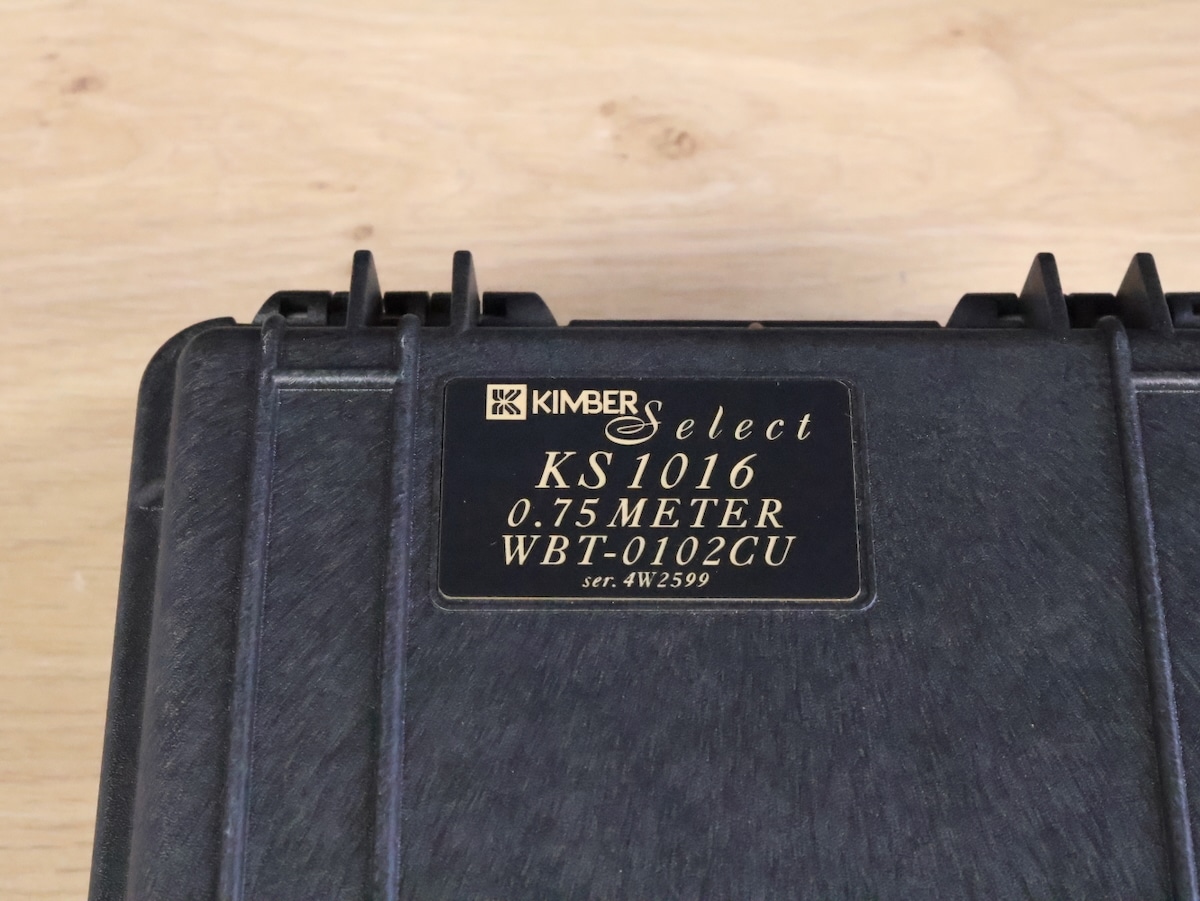 KIMBER Select
KS 1016
0.75 METER
WBT-0102CU
ser. 4W2599